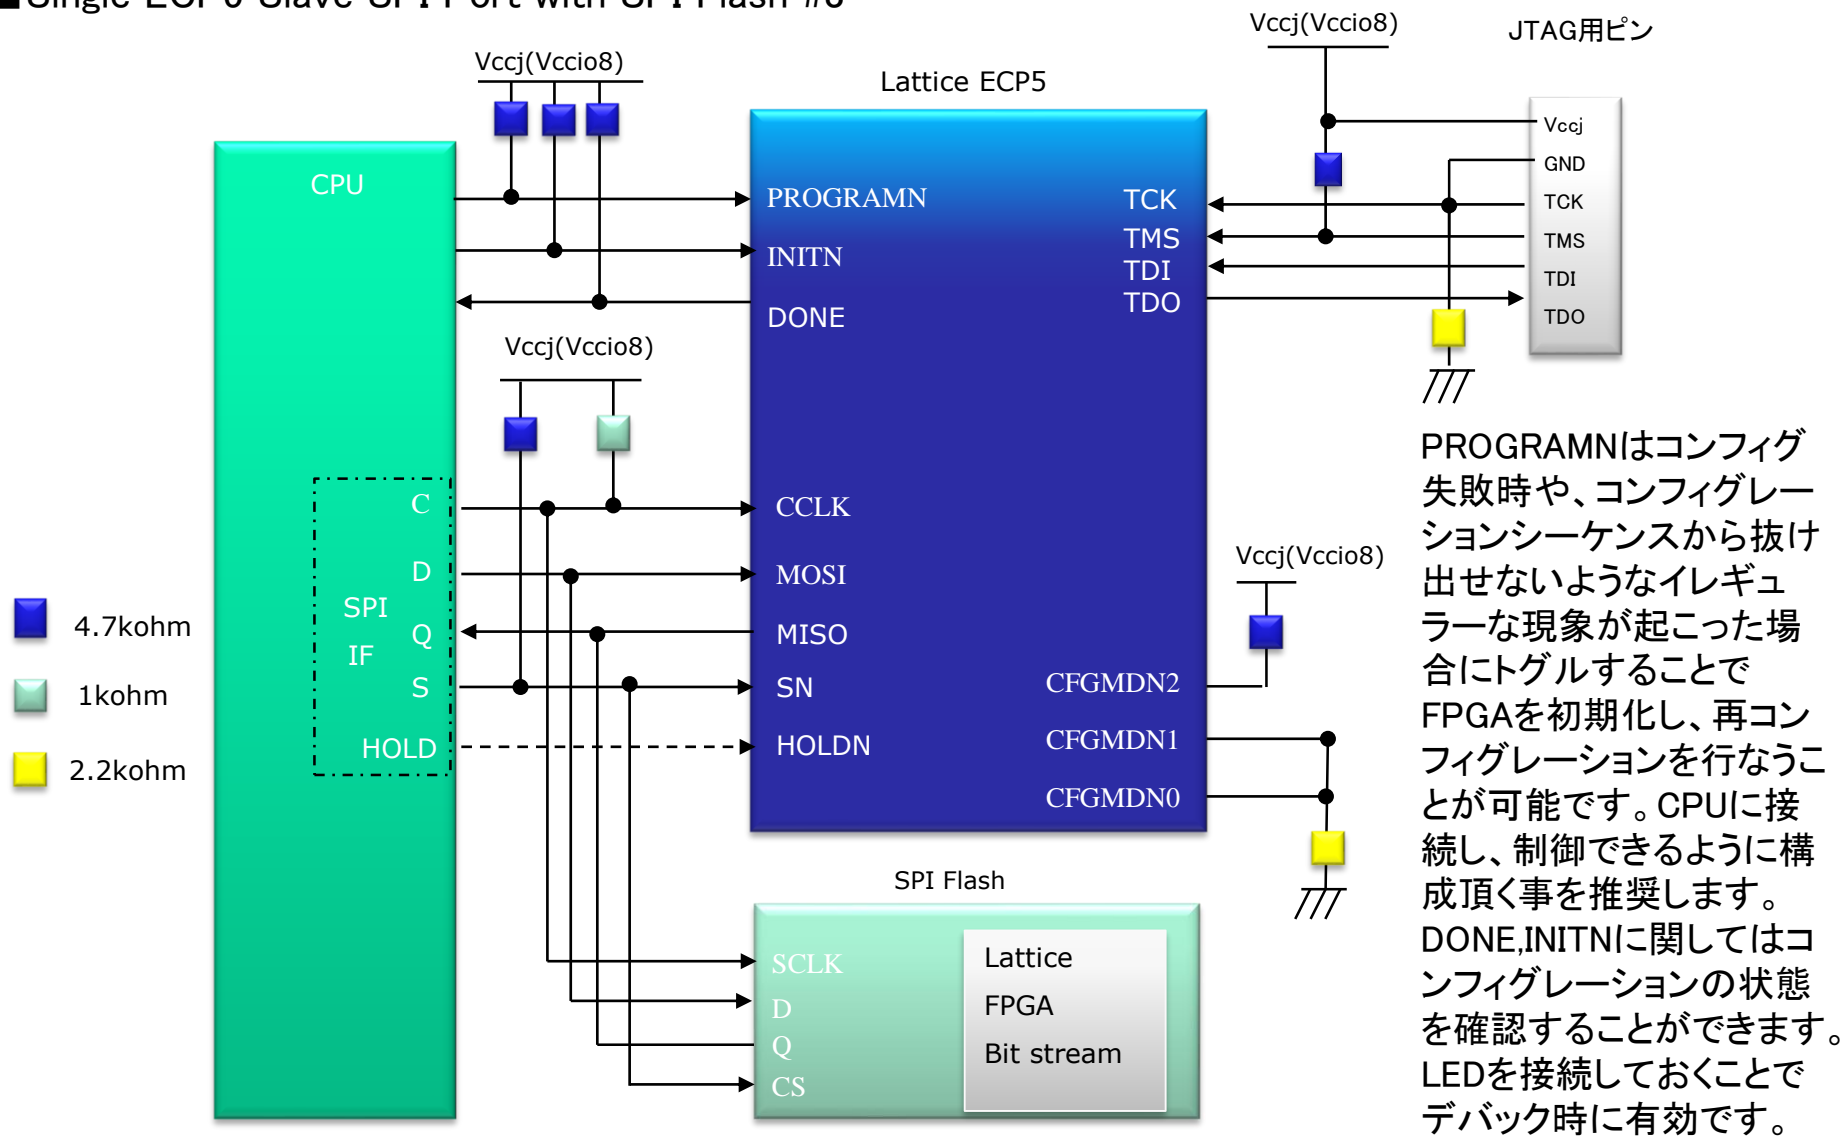 Vccj(Vccio8)
JTAG用ピン
Vccj(Vccio8)
Lattice ECP5
CPU
PROGRAMN
INITN
DONE
TCK
TMS
TDI
TDO
Vccj
GND
TCK
TMS
TDI
TDO
Vccj(Vccio8)
C
D
Q
S
HOLD
SPI
IF
CCLK
MOSI
MISO
SN
HOLDN
CFGMDN2
CFGMDN1
CFGMDN0
Vccj(Vccio8)
4.7kohm
1kohm
2.2kohm
SPI Flash
SCLK
D
Q
CS
Lattice
FPGA
Bit stream
PROGRAMNはコンフィグ
失敗時や、コンフィグレー
ションシーケンスから抜け
出せないようなイレギュ
ラーな現象が起こった場
合にトグルすることで
FPGAを初期化し、再コン
フィグレーションを行なうこ
とが可能です。CPUに接
続し、制御できるように構
成頂く事を推奨します。
DONE,INITNに関してはコ
ンフィグレーションの状態
を確認することができます。
LEDを接続しておくことで
デバック時に有効です。